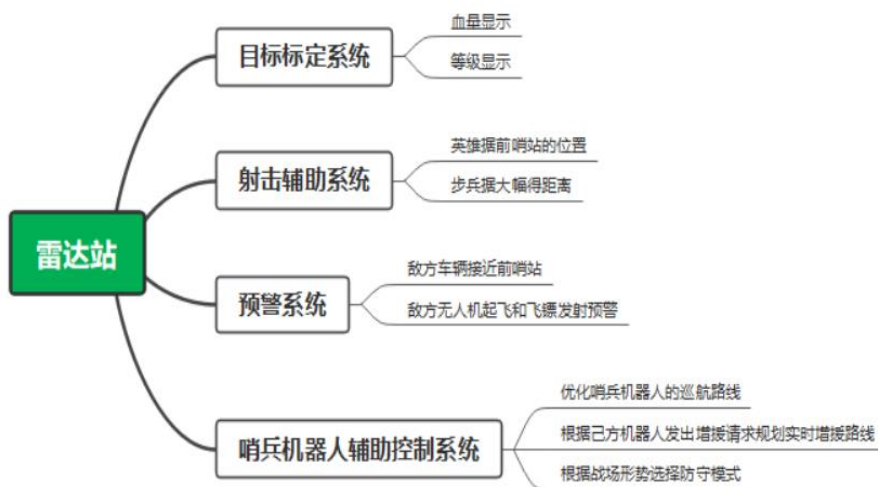 雷达站
目标标定系统
血量显示
等级显示
射击辅助系统
英雄据前哨站的位置
步兵据大幅得距离
预警系统
敌方车辆接近前哨站
敌方无人机起飞和飞镖发射预警
哨兵机器人辅助控制系统
优化哨兵机器人的巡航路线
根据己方机器人发出增援请求规划实时增援路线
根据战场形势选择防守模式